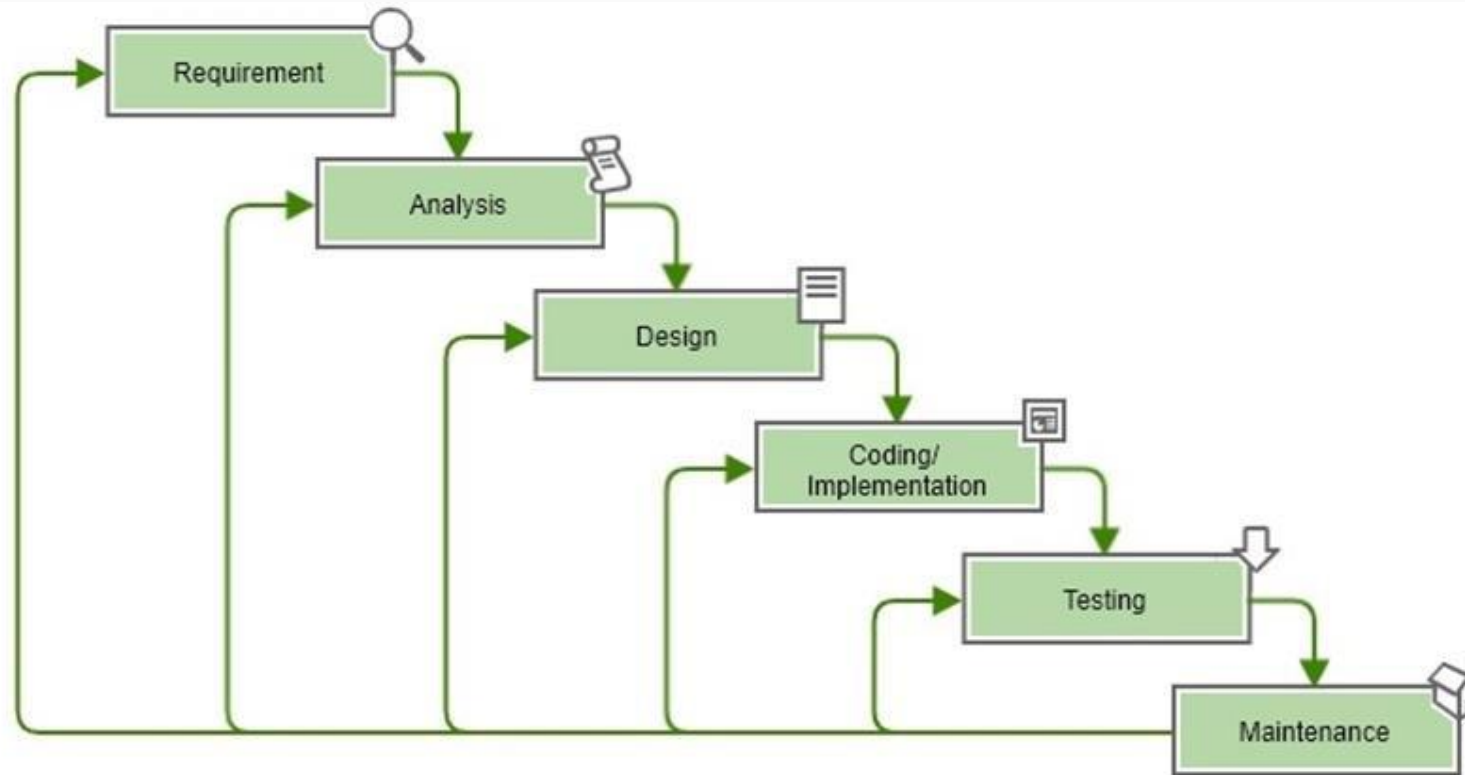 Requirement
Analysis
Design
Coding/
Implementation
Testing
Maintenance